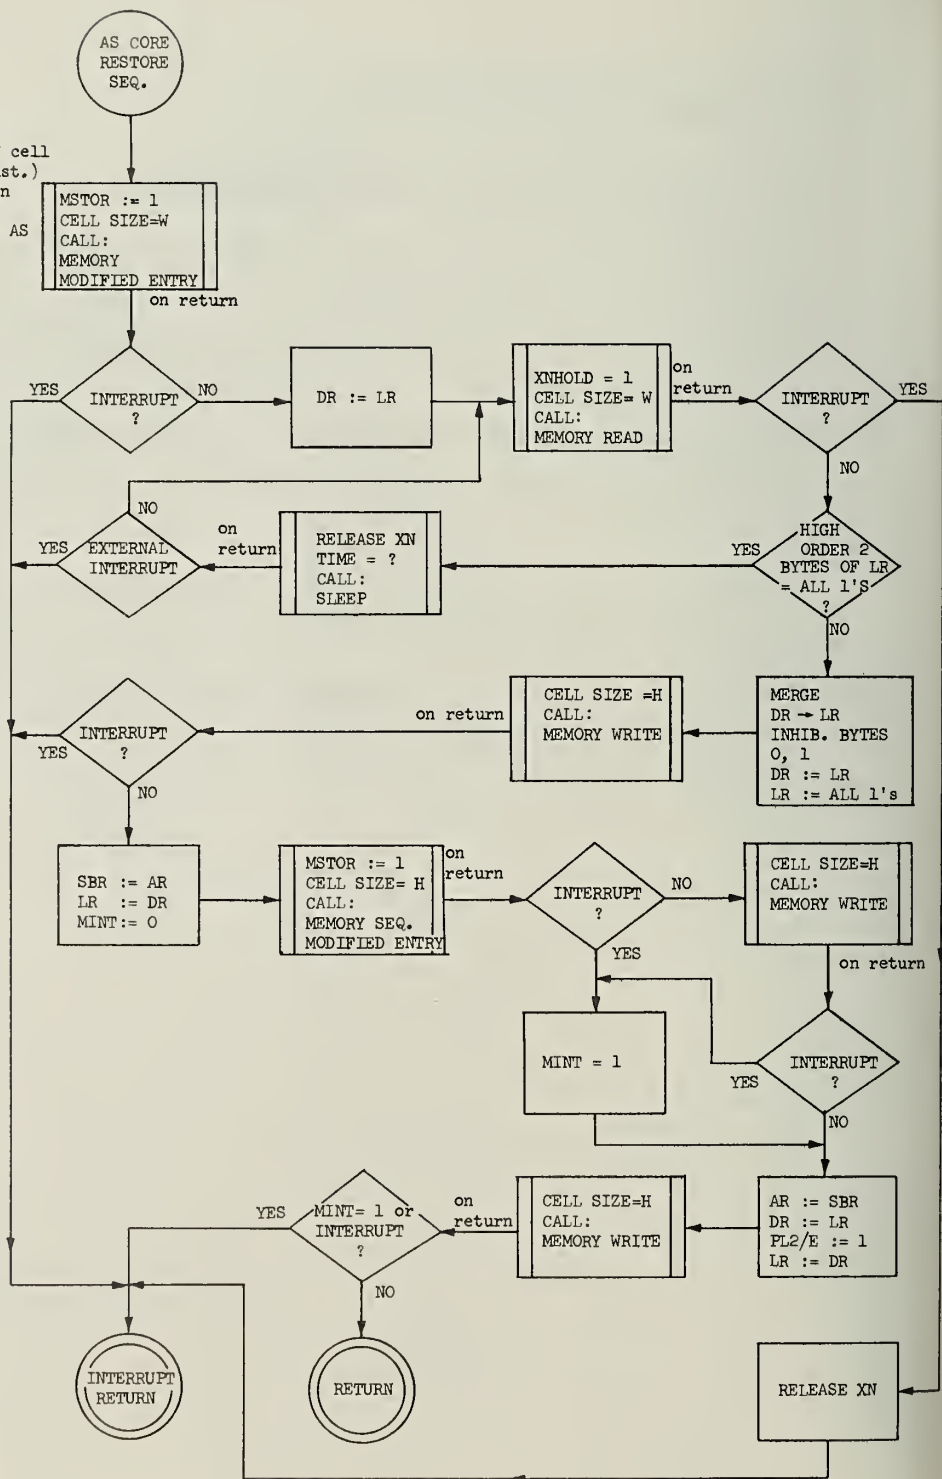 AS CORE
RESTORE
SEQ.
cell
st.)
n
AS
MSTOR := 1
CELL SIZE=W
CALL:
MEMORY
MODIFIED ENTRY
on return
YES
INTERRUPT
?
NO
DR := LR
XNHOLD = 1
CELL SIZE= W
CALL:
MEMORY READ
on
return
INTERRUPT
?
YES
NO
NO
YES
EXTERNAL
INTERRUPT
on
return
RELEASE XN
TIME = ?
CALL:
SLEEP
YES
HIGH
ORDER 2
BYTES OF LR
= ALL 1'S
?
NO
YES
INTERRUPT
?
NO
on return
CELL SIZE =H
CALL:
MEMORY WRITE
MERGE
DR → LR
INHIB. BYTES
0, 1
DR := LR
LR := ALL 1's
SBR := AR
LR := DR
MINT:= 0
MSTOR := 1
CELL SIZE= H
CALL:
MEMORY SEQ.
MODIFIED ENTRY
on
return
INTERRUPT
?
NO
YES
CELL SIZE=H
CALL:
MEMORY WRITE
on return
MINT = 1
YES
INTERRUPT
?
NO
YES
MINT= 1 or
INTERRUPT
?
NO
on
return
CELL SIZE=H
CALL:
MEMORY WRITE
AR := SBR
DR := LR
PL2/E := 1
LR := DR
INTERRUPT
RETURN
RETURN
RELEASE XN